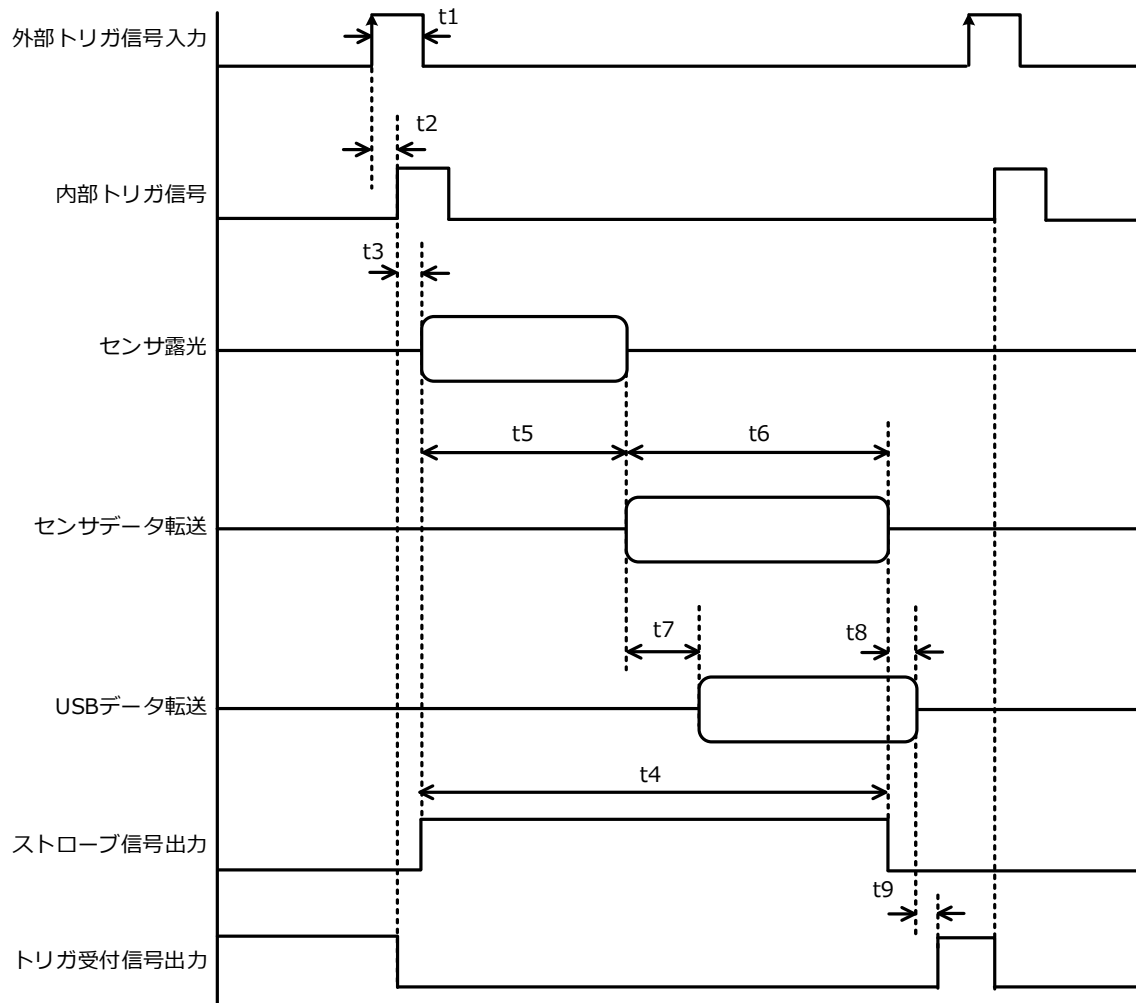 外部トリガ信号入力
t1
t2
内部トリガ信号
t3
センサ露光
t5
t6
センサデータ転送
t7
t8
USBデータ転送
t4
ストローブ信号出力
t9
トリガ受付信号出力